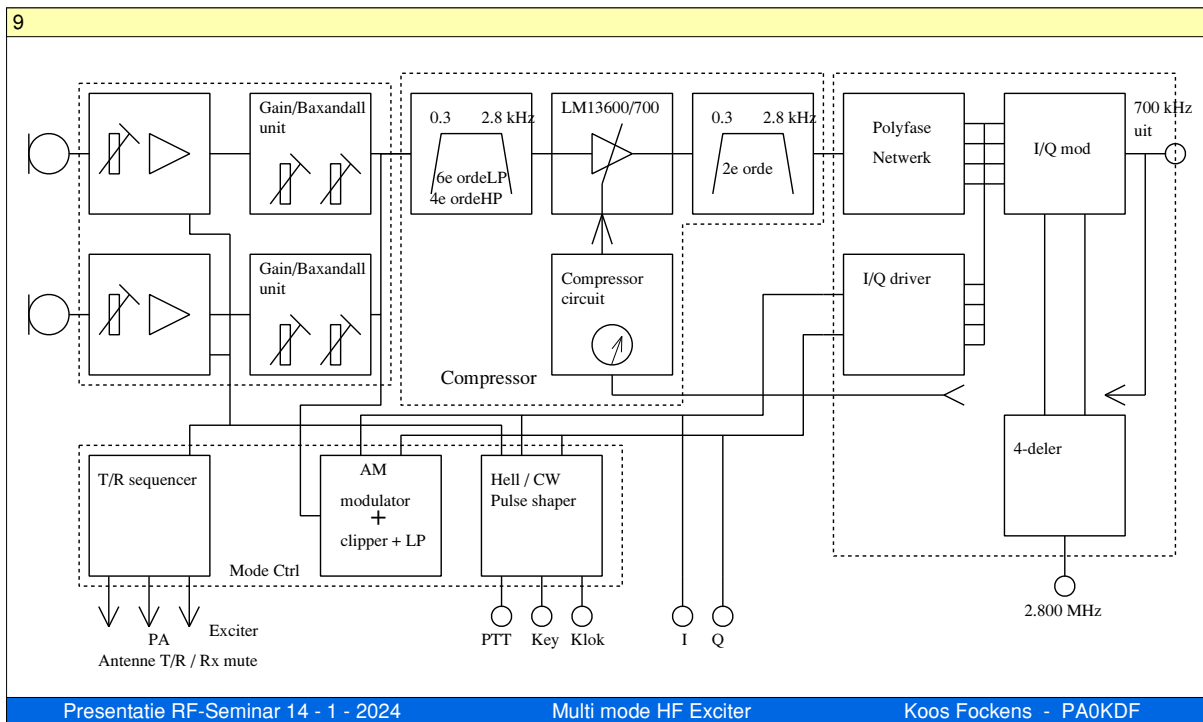 9
Gain/Baxandall
unit
0.3 2.8 kHz
6e ordeLP
4e ordeHP
LM13600/700
0.3 2.8 kHz
2e orde
Polyfase
Netwerk
I/Q mod
700 kHz
uit
Gain/Baxandall
unit
Compressor
circuit
I/Q driver
Compressor
T/R sequencer
AM
modulator
+
clipper + LP
Hell / CW
Pulse shaper
4-deler
Mode Ctrl
2.800 MHz
PA
Exciter
Antenne T/R / Rx mute
PTT
Key
Klok
I
Q
Presentatie RF-Seminar 14 - 1 - 2024
Multi mode HF Exciter
Koos Fockens - PA0KDF